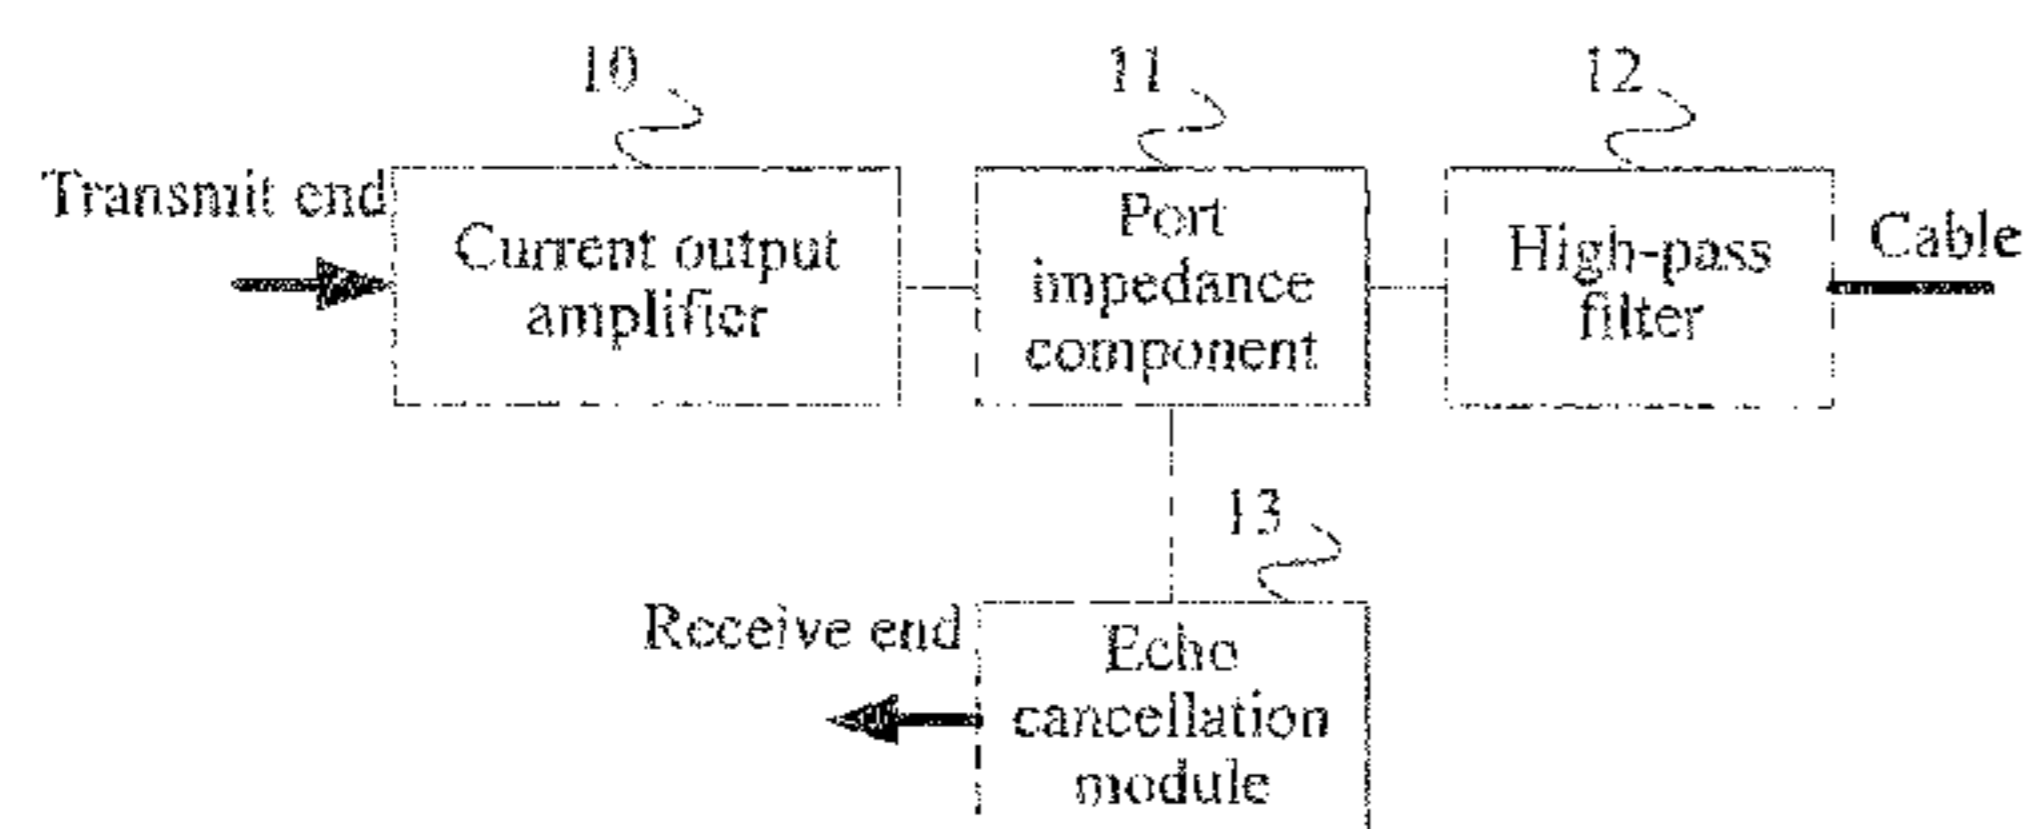 10
11
12
Transmit end
Current output
amplifier
Port
impedance
component
High-pass
filter
Cable
13
Receive end
Echo
cancellation
module